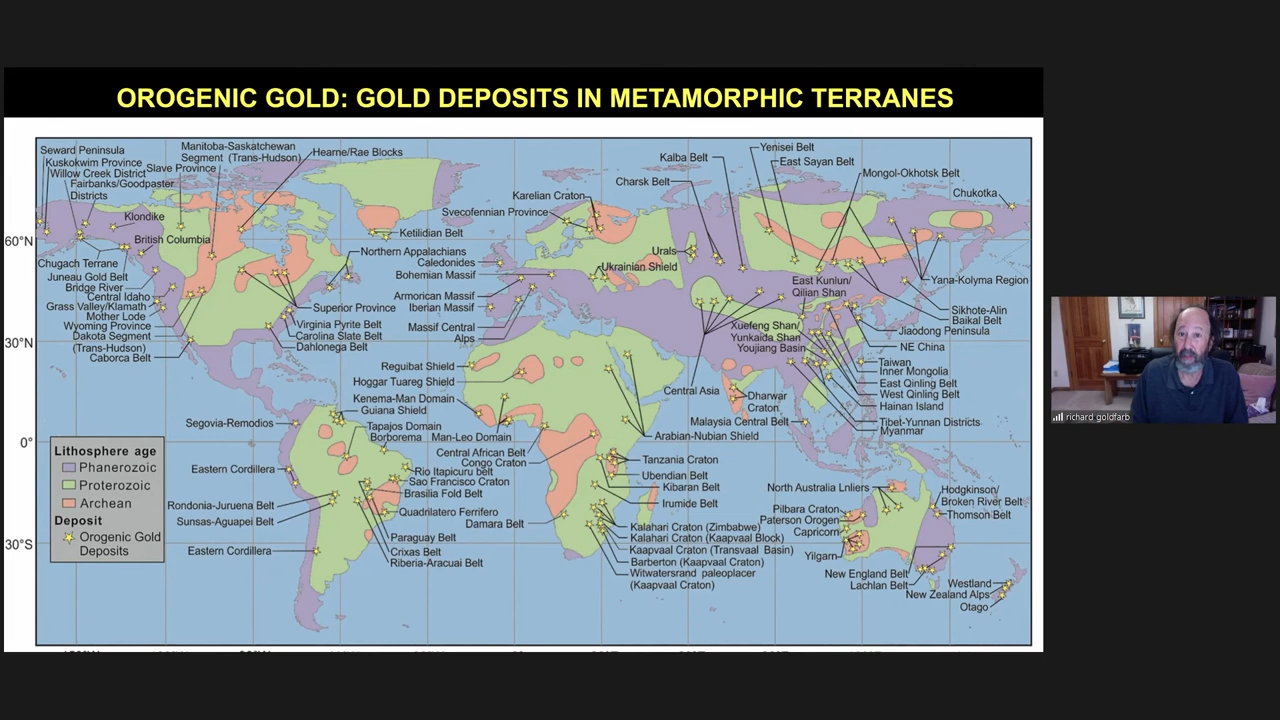 OROGENIC GOLD: GOLD DEPOSITS IN METAMORPHIC TERRANES
Seward Peninsula
Kuskokwim Province
Willow Creek District
Fairbanks/Goodpaster
Districts
Slave Province
Manitoba-Saskatchewan
Segment (Trans-Hudson)
Hearne/Rae Blocks
Klondike
British Columbia
60°N
Chugach Terrane
Juneau Gold Belt
Bridge River
Central Idaho
Grass Valley/Klamath
Mother Lode
Wyoming Province
Dakota Segment
(Trans-Hudson)
Caborca Belt
30°N
Ketilidian Belt
Northern Appalachians
Superior Province
Virginia Pyrite Belt
Carolina Slate Belt
Dahlonega Belt
Karelian Craton
Svecofennian Province
Caledonides
Bohemian Massif
Armorican Massif
Iberian Massif
Massif Central
Alps
Urals
Ukrainian Shield
Kalba Belt
Charsk Belt
Yenisei Belt
East Sayan Belt
Mongol-Okhotsk Belt
Chukotka
Yana-Kolyma Region
East Kunlun/
Qilian Shan
Sikhote-Alin
Baikal Belt
Jiaodong Peninsula
NE China
Xuefeng Shan/
Yunkaida Shan
Youjiang Basin
Taiwan
Inner Mongolia
East Qinling Belt
West Qinling Belt
Hainan Island
Tibet-Yunnan Districts
Myanmar
Central Asia
Dharwar
Craton
Malaysia Central Belt
Reguibat Shield
Hoggar Tuareg Shield
Kenema-Man Domain
Man-Leo Domain
Central African Belt
Congo Craton
Arabian-Nubian Shield
Tanzania Craton
Ubendian Belt
Kibaran Belt
Irumide Belt
Damara Belt
Kalahari Craton (Zimbabwe)
Kalahari Craton (Kaapvaal Block)
Kaapvaal Craton (Transvaal Basin)
Barberton (Kaapvaal Craton)
Witwatersrand paleoplacer
(Kaapvaal Craton)
0°
Segovia-Remodios
Guiana Shield
Tapajos Domain
Borborema
Eastern Cordillera
Rio Itapicuru belt
Sao Francisco Craton
Brasilia Fold Belt
Quadrilatero Ferrifero
Rondonia-Juruena Belt
Sunsas-Aguapei Belt
Paraguay Belt
Crixas Belt
Riberia-Aracuai Belt
Eastern Cordillera
30°S
North Australia Lnliers
Hodgkinson/
Broken River Belt
Thomson Belt
Pilbara Craton
Paterson Orogen
Capricorn
Yilgarn
New England Belt
Lachlan Belt
Westland
New Zealand Alps
Otago
Lithosphere age
Phanerozoic
Proterozoic
Archean
Deposit
Orogenic Gold
Deposits
richard goldfarb